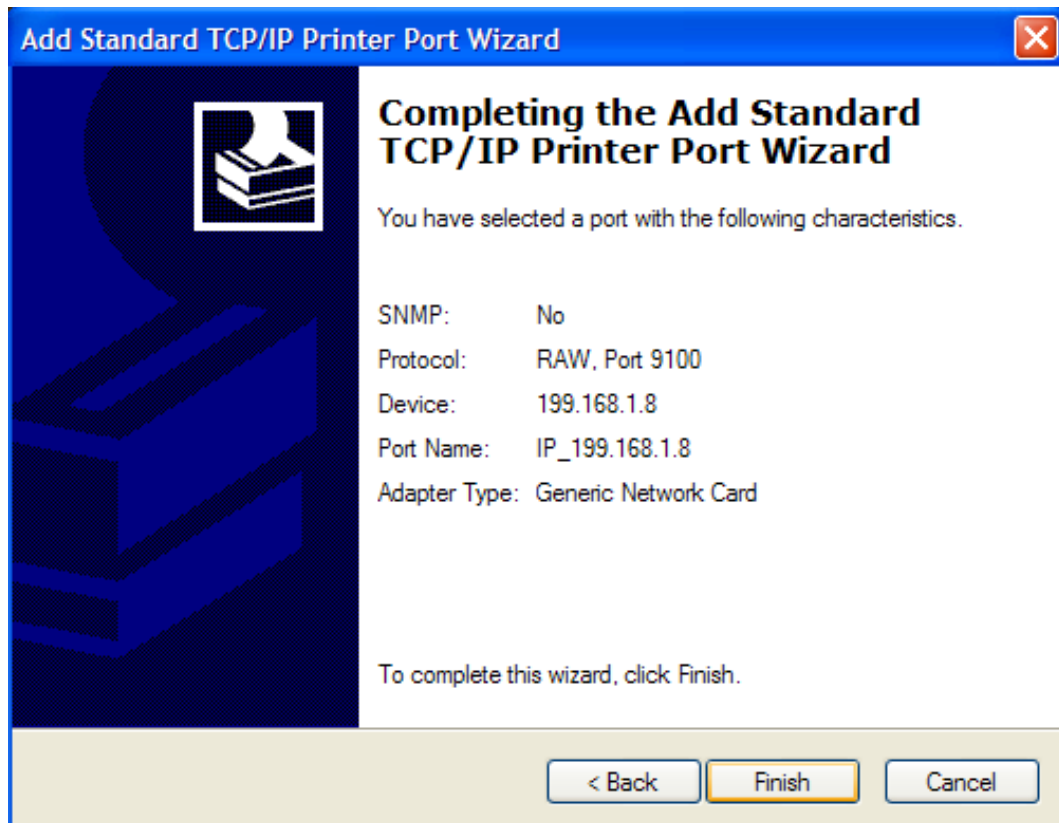 Add Standard TCP/IP Printer Port Wizard
Completing the Add Standard
TCP/IP Printer Port Wizard
You have selected a port with the following characteristics.
SNMP: No
Protocol: RAW, Port 9100
Device: 199.168.1.8
Port Name: IP_199.168.1.8
Adapter Type: Generic Network Card
To complete this wizard, click Finish.
< Back Finish Cancel